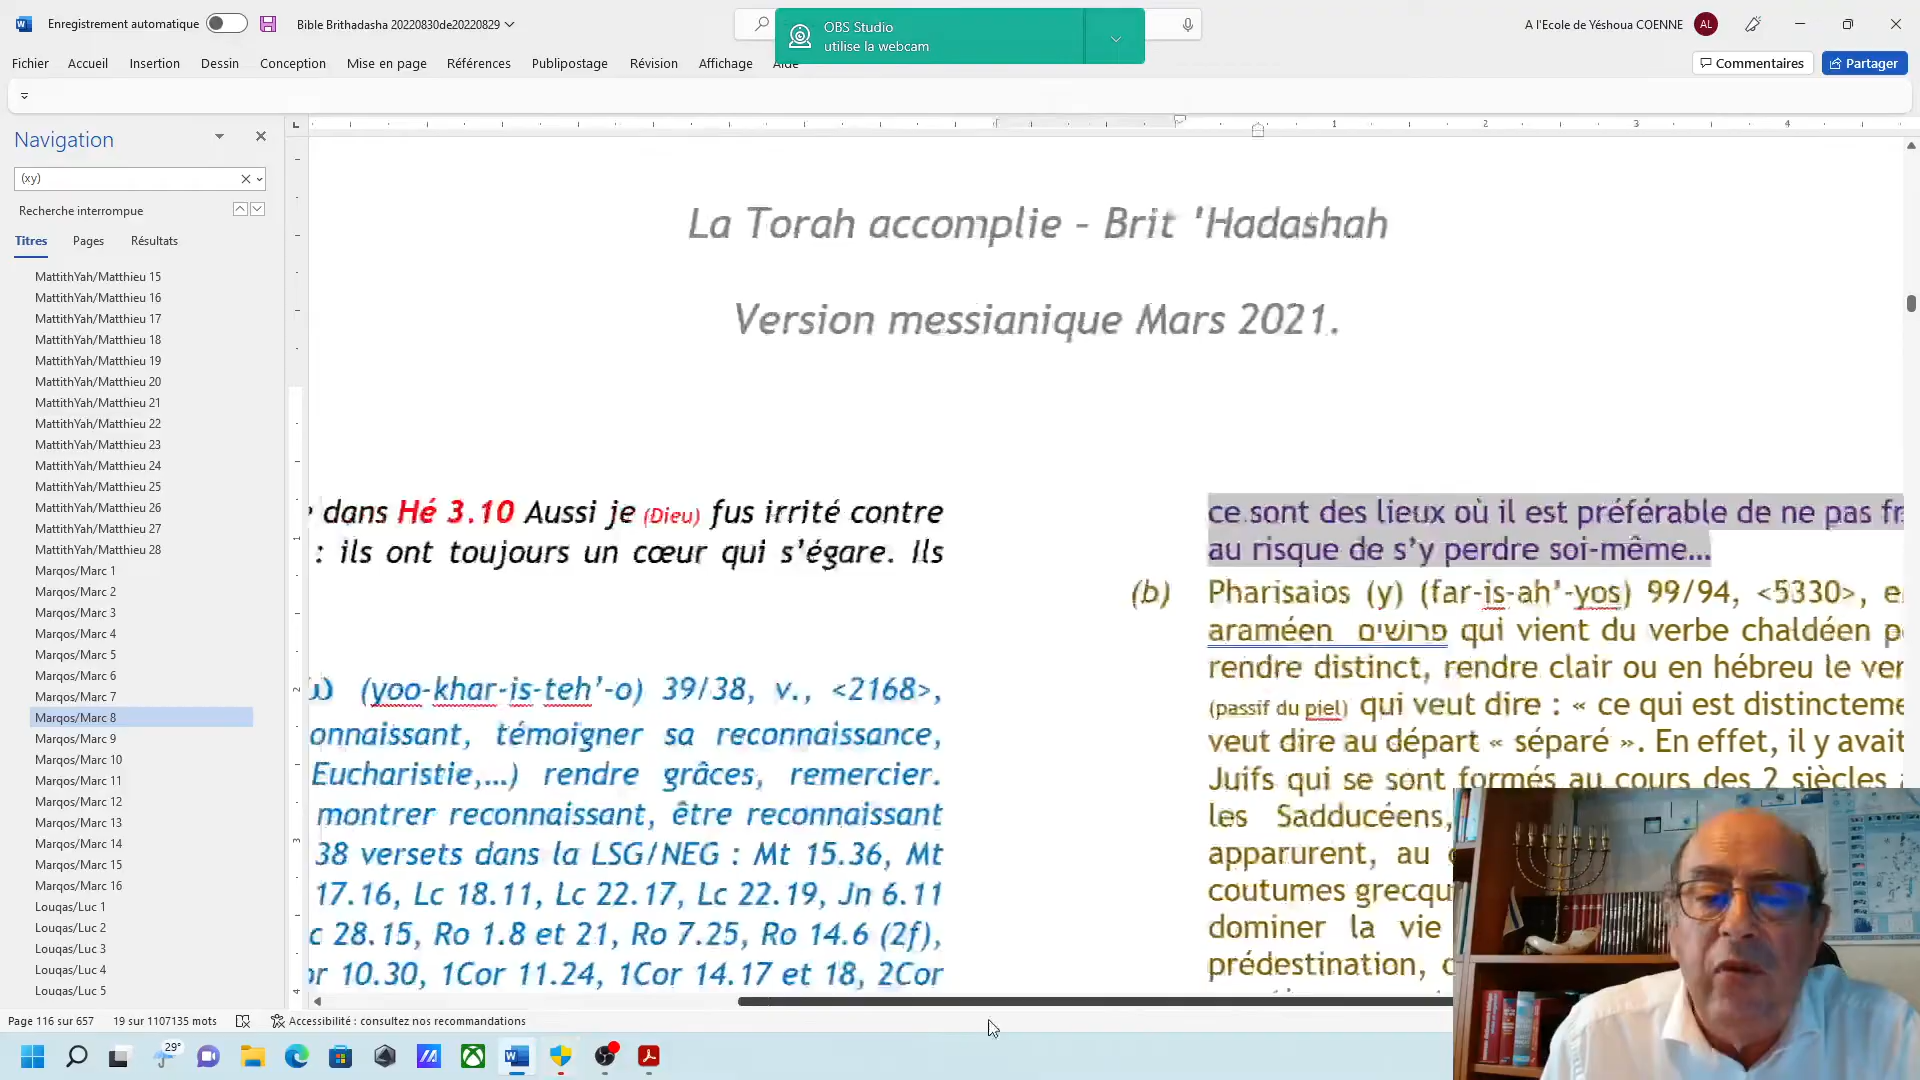 Enregistrement automatique
Bible Brithadasha 20220830de20220829
OBS Studio
utilise la webcam
A l'Ecole de Yéshoua COENNE
AL
Fichier Accueil Insertion Dessin Conception Mise en page Références Publipostage Révision Affichage Aide
Commentaires
Partager
Navigation
(xy)
Recherche interrompue
Titres Pages Résultats
MattithYah/Matthieu 15
MattithYah/Matthieu 16
MattithYah/Matthieu 17
MattithYah/Matthieu 18
MattithYah/Matthieu 19
MattithYah/Matthieu 20
MattithYah/Matthieu 21
MattithYah/Matthieu 22
MattithYah/Matthieu 23
MattithYah/Matthieu 24
MattithYah/Matthieu 25
MattithYah/Matthieu 26
MattithYah/Matthieu 27
MattithYah/Matthieu 28
Marqos/Marc 1
Marqos/Marc 2
Marqos/Marc 3
Marqos/Marc 4
Marqos/Marc 5
Marqos/Marc 6
Marqos/Marc 7
Marqos/Marc 8
Marqos/Marc 9
Marqos/Marc 10
Marqos/Marc 11
Marqos/Marc 12
Marqos/Marc 13
Marqos/Marc 14
Marqos/Marc 15
Marqos/Marc 16
Louqas/Luc 1
Louqas/Luc 2
Louqas/Luc 3
Louqas/Luc 4
Louqas/Luc 5
1 2 3 4
1
2
3
4
La Torah accomplie - Brit 'Hadashah
Version messianique Mars 2021.
dans Hé 3.10 Aussi je (Dieu) fus irrité contre
: ils ont toujours un cœur qui s'égare. Ils
(yoo-khar-is-teh'-o) 39/38, v., <2168>,
onnaissant, témoigner sa reconnaissance,
Eucharistie,...) rendre grâces, remercier.
montrer reconnaissant, être reconnaissant
38 versets dans la LSG/NEG : Mt 15.36, Mt
17.16, Lc 18.11, Lc 22.17, Lc 22.19, Jn 6.11
c 28.15, Ro 1.8 et 21, Ro 7.25, Ro 14.6 (2f),
or 10.30, 1Cor 11.24, 1Cor 14.17 et 18, 2Cor
ce sont des lieux où il est préférable de ne pas fr
au risque de s'y perdre soi-même...
(b) Pharisaios (y) (far-is-ah'-yos) 99/94, <5330>, e
araméen פרושים qui vient du verbe chaldéen p
rendre distinct, rendre clair ou en hébreu le ver
(passif du piel) qui veut dire : « ce qui est distincteme
veut dire au départ « séparé ». En effet, il y avait
Juifs qui se sont formés au cours des 2 siècles
les Sadducéens,
apparurent, au
coutumes grecqu
dominer la vie
prédestination,
Page 116 sur 657 19 sur 1107135 mots Accessibilité : consultez nos recommandations
29°